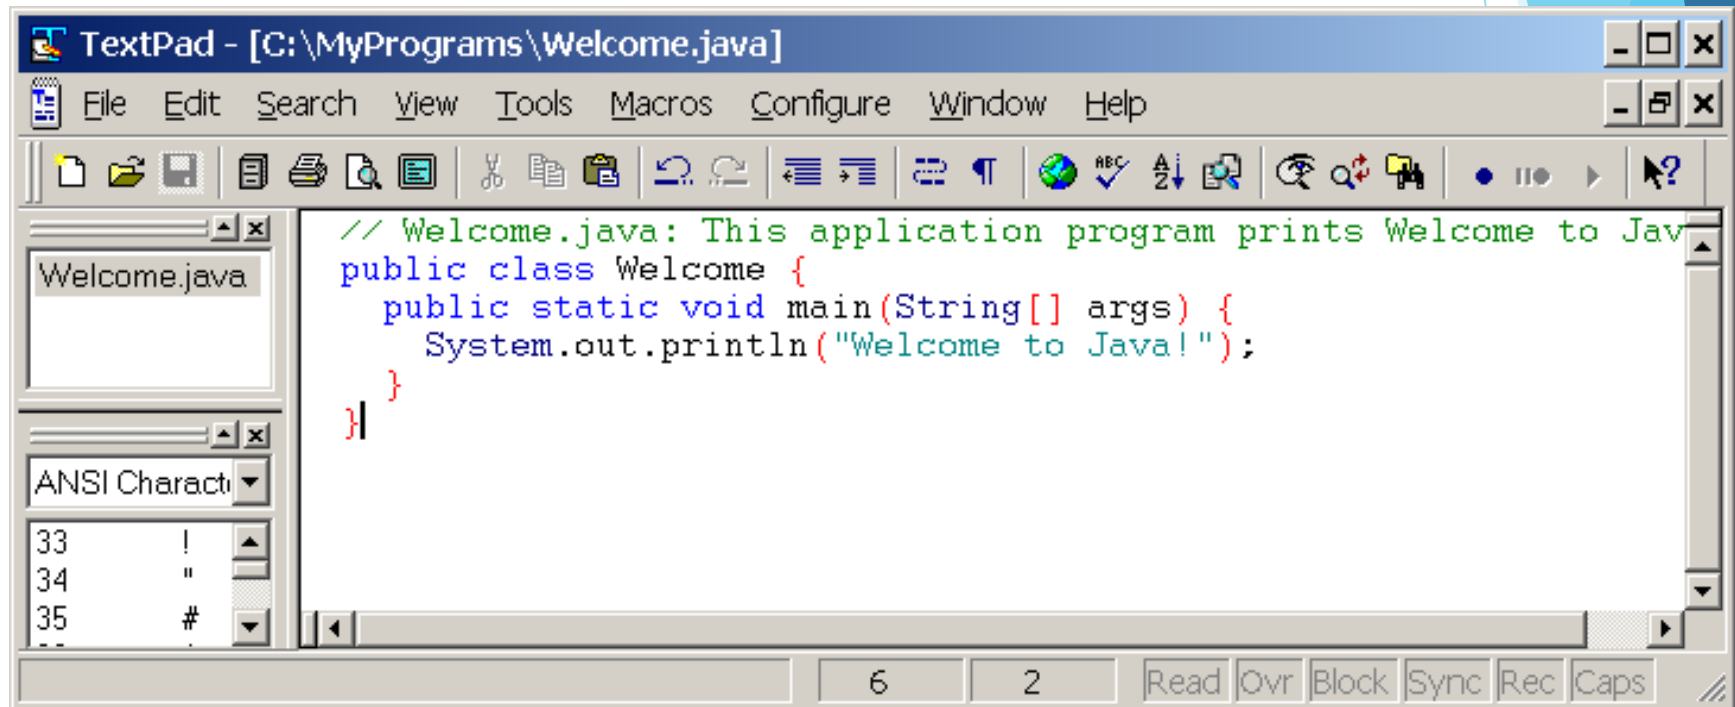 TextPad - [C:\MyPrograms\Welcome.java]
File Edit Search View Tools Macros Configure Window Help
Welcome.java
// Welcome.java: This application program prints Welcome to Jav
public class Welcome {
public static void main(String[] args) {
System.out.println("Welcome to Java!");
}
}
ANSI Characte
33 !
34 "
35 #
6 2 Read Ovr Block Sync Rec Caps